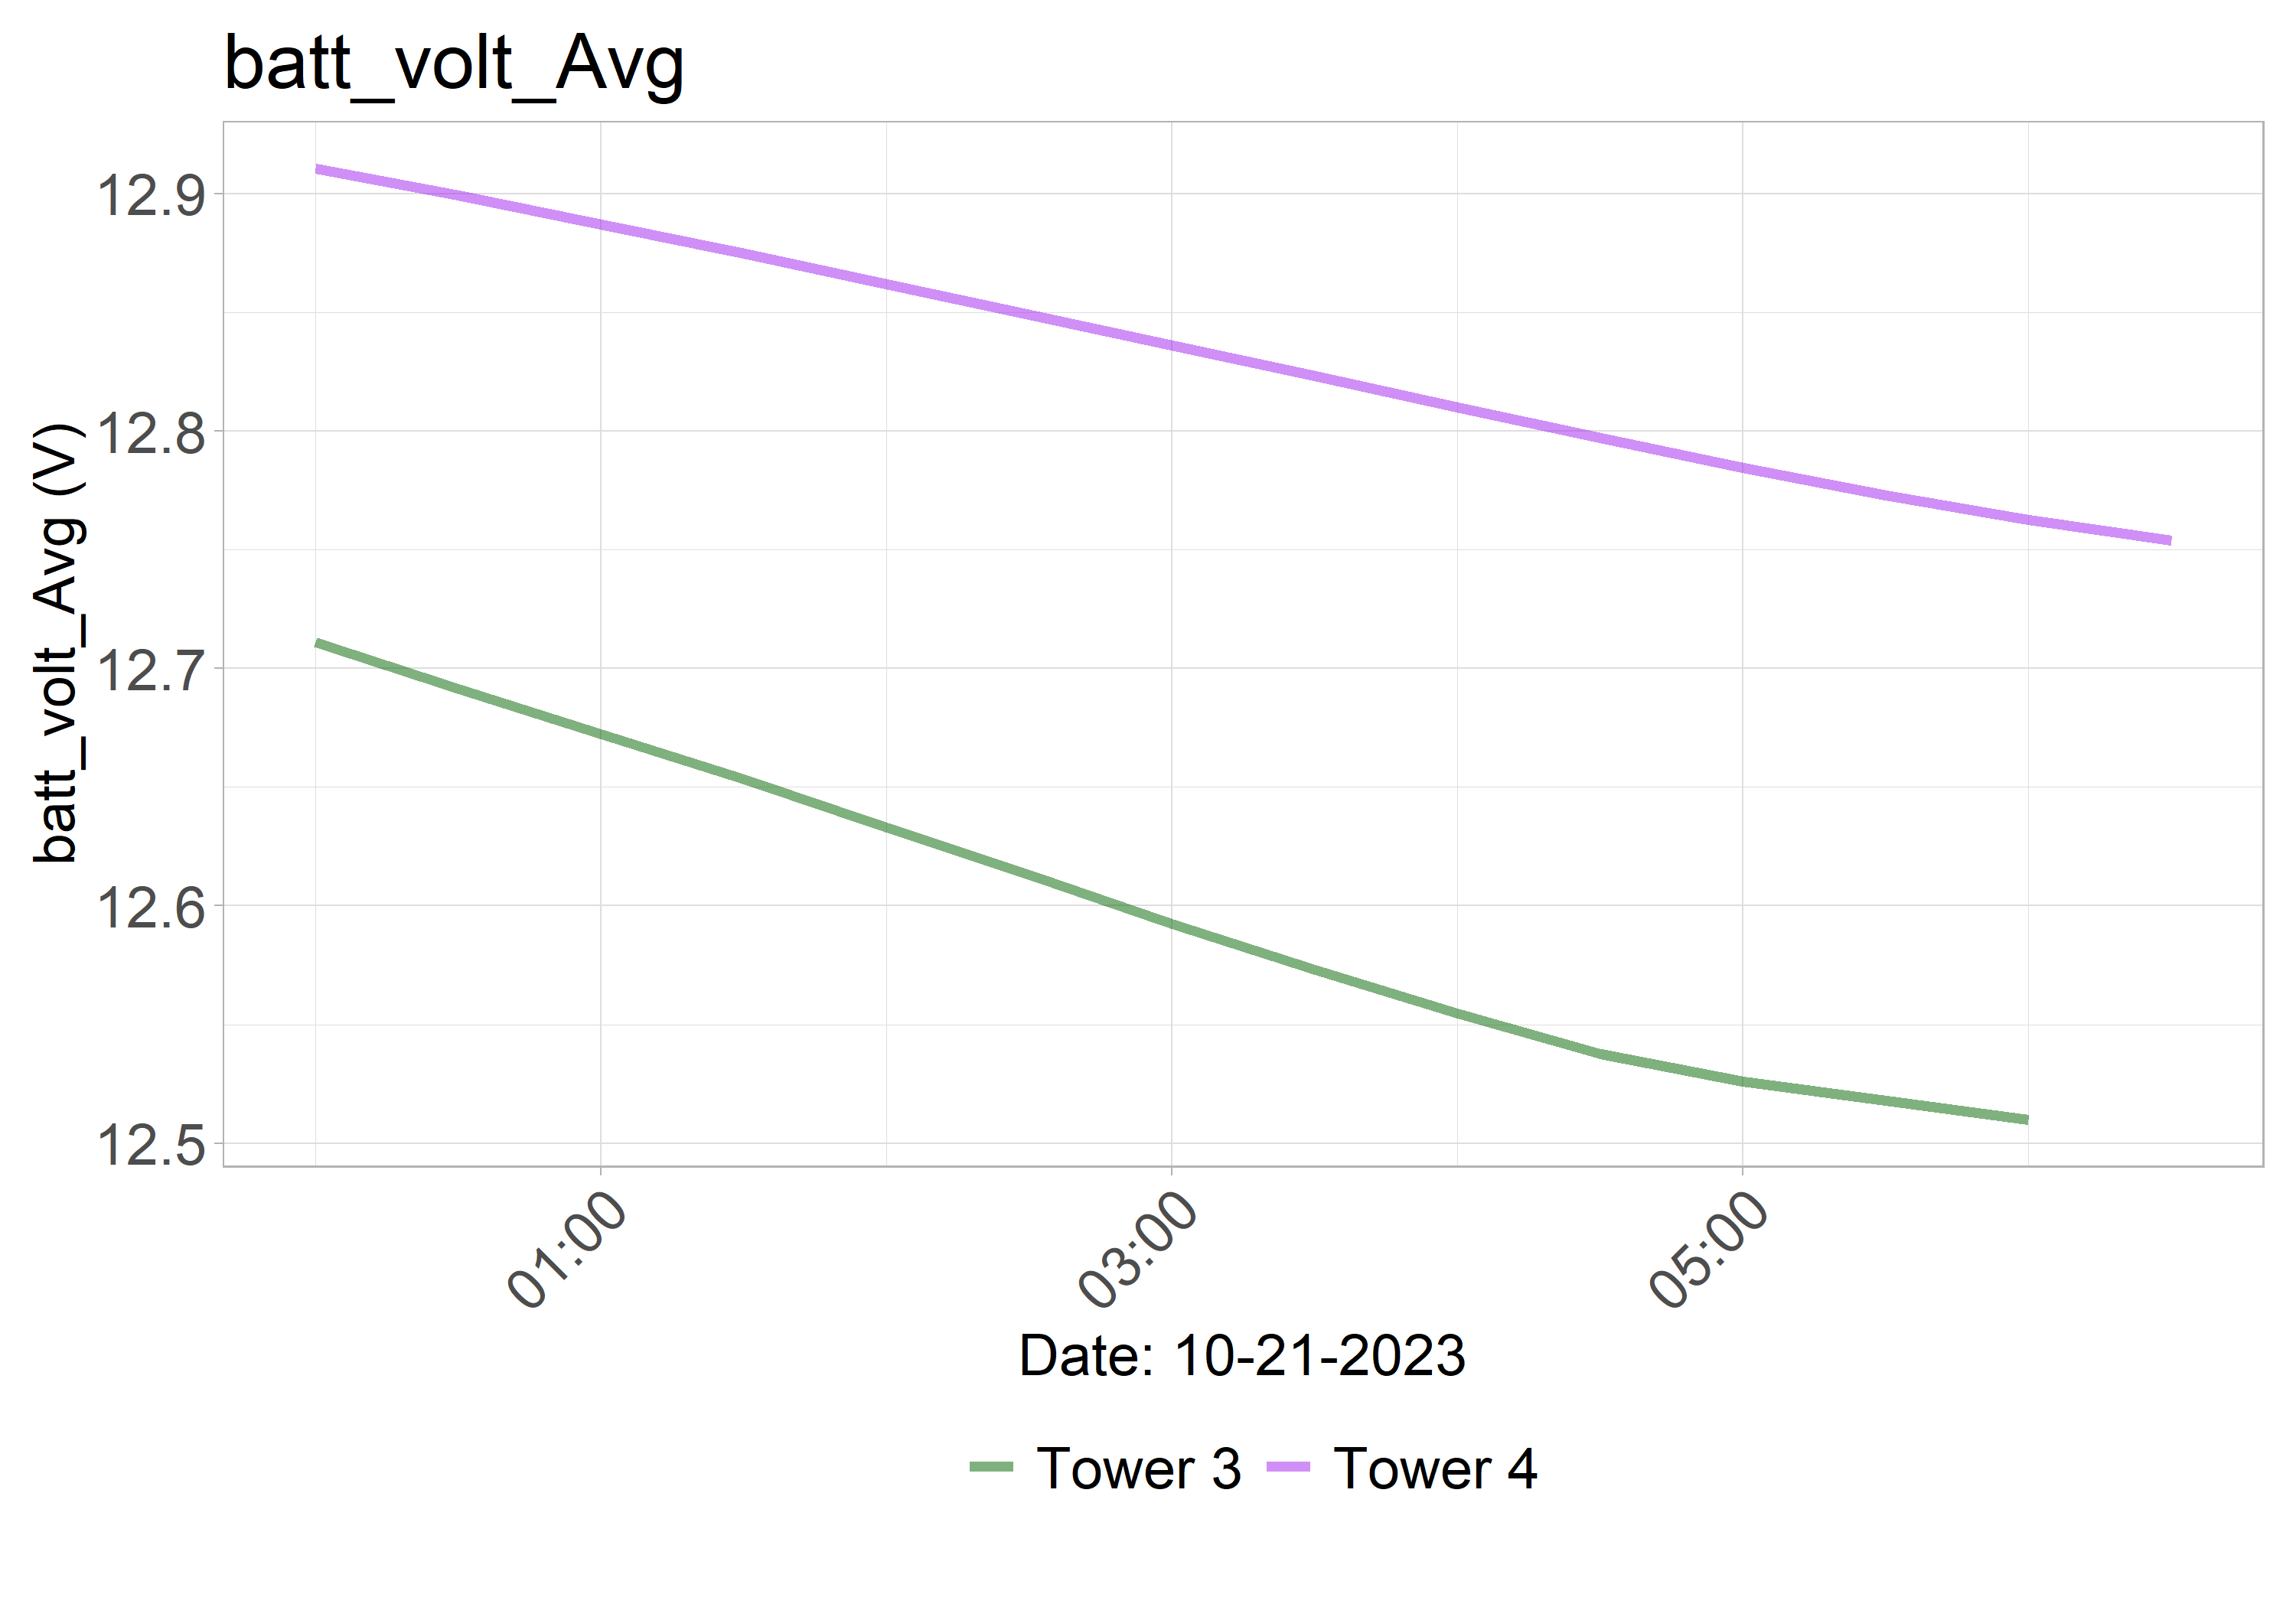 batt_volt_Avg
batt_volt_Avg (V)
12.9
12.8
12.7
12.6
12.5
01:00
03:00
05:00
Date: 10-21-2023
Tower 3
Tower 4